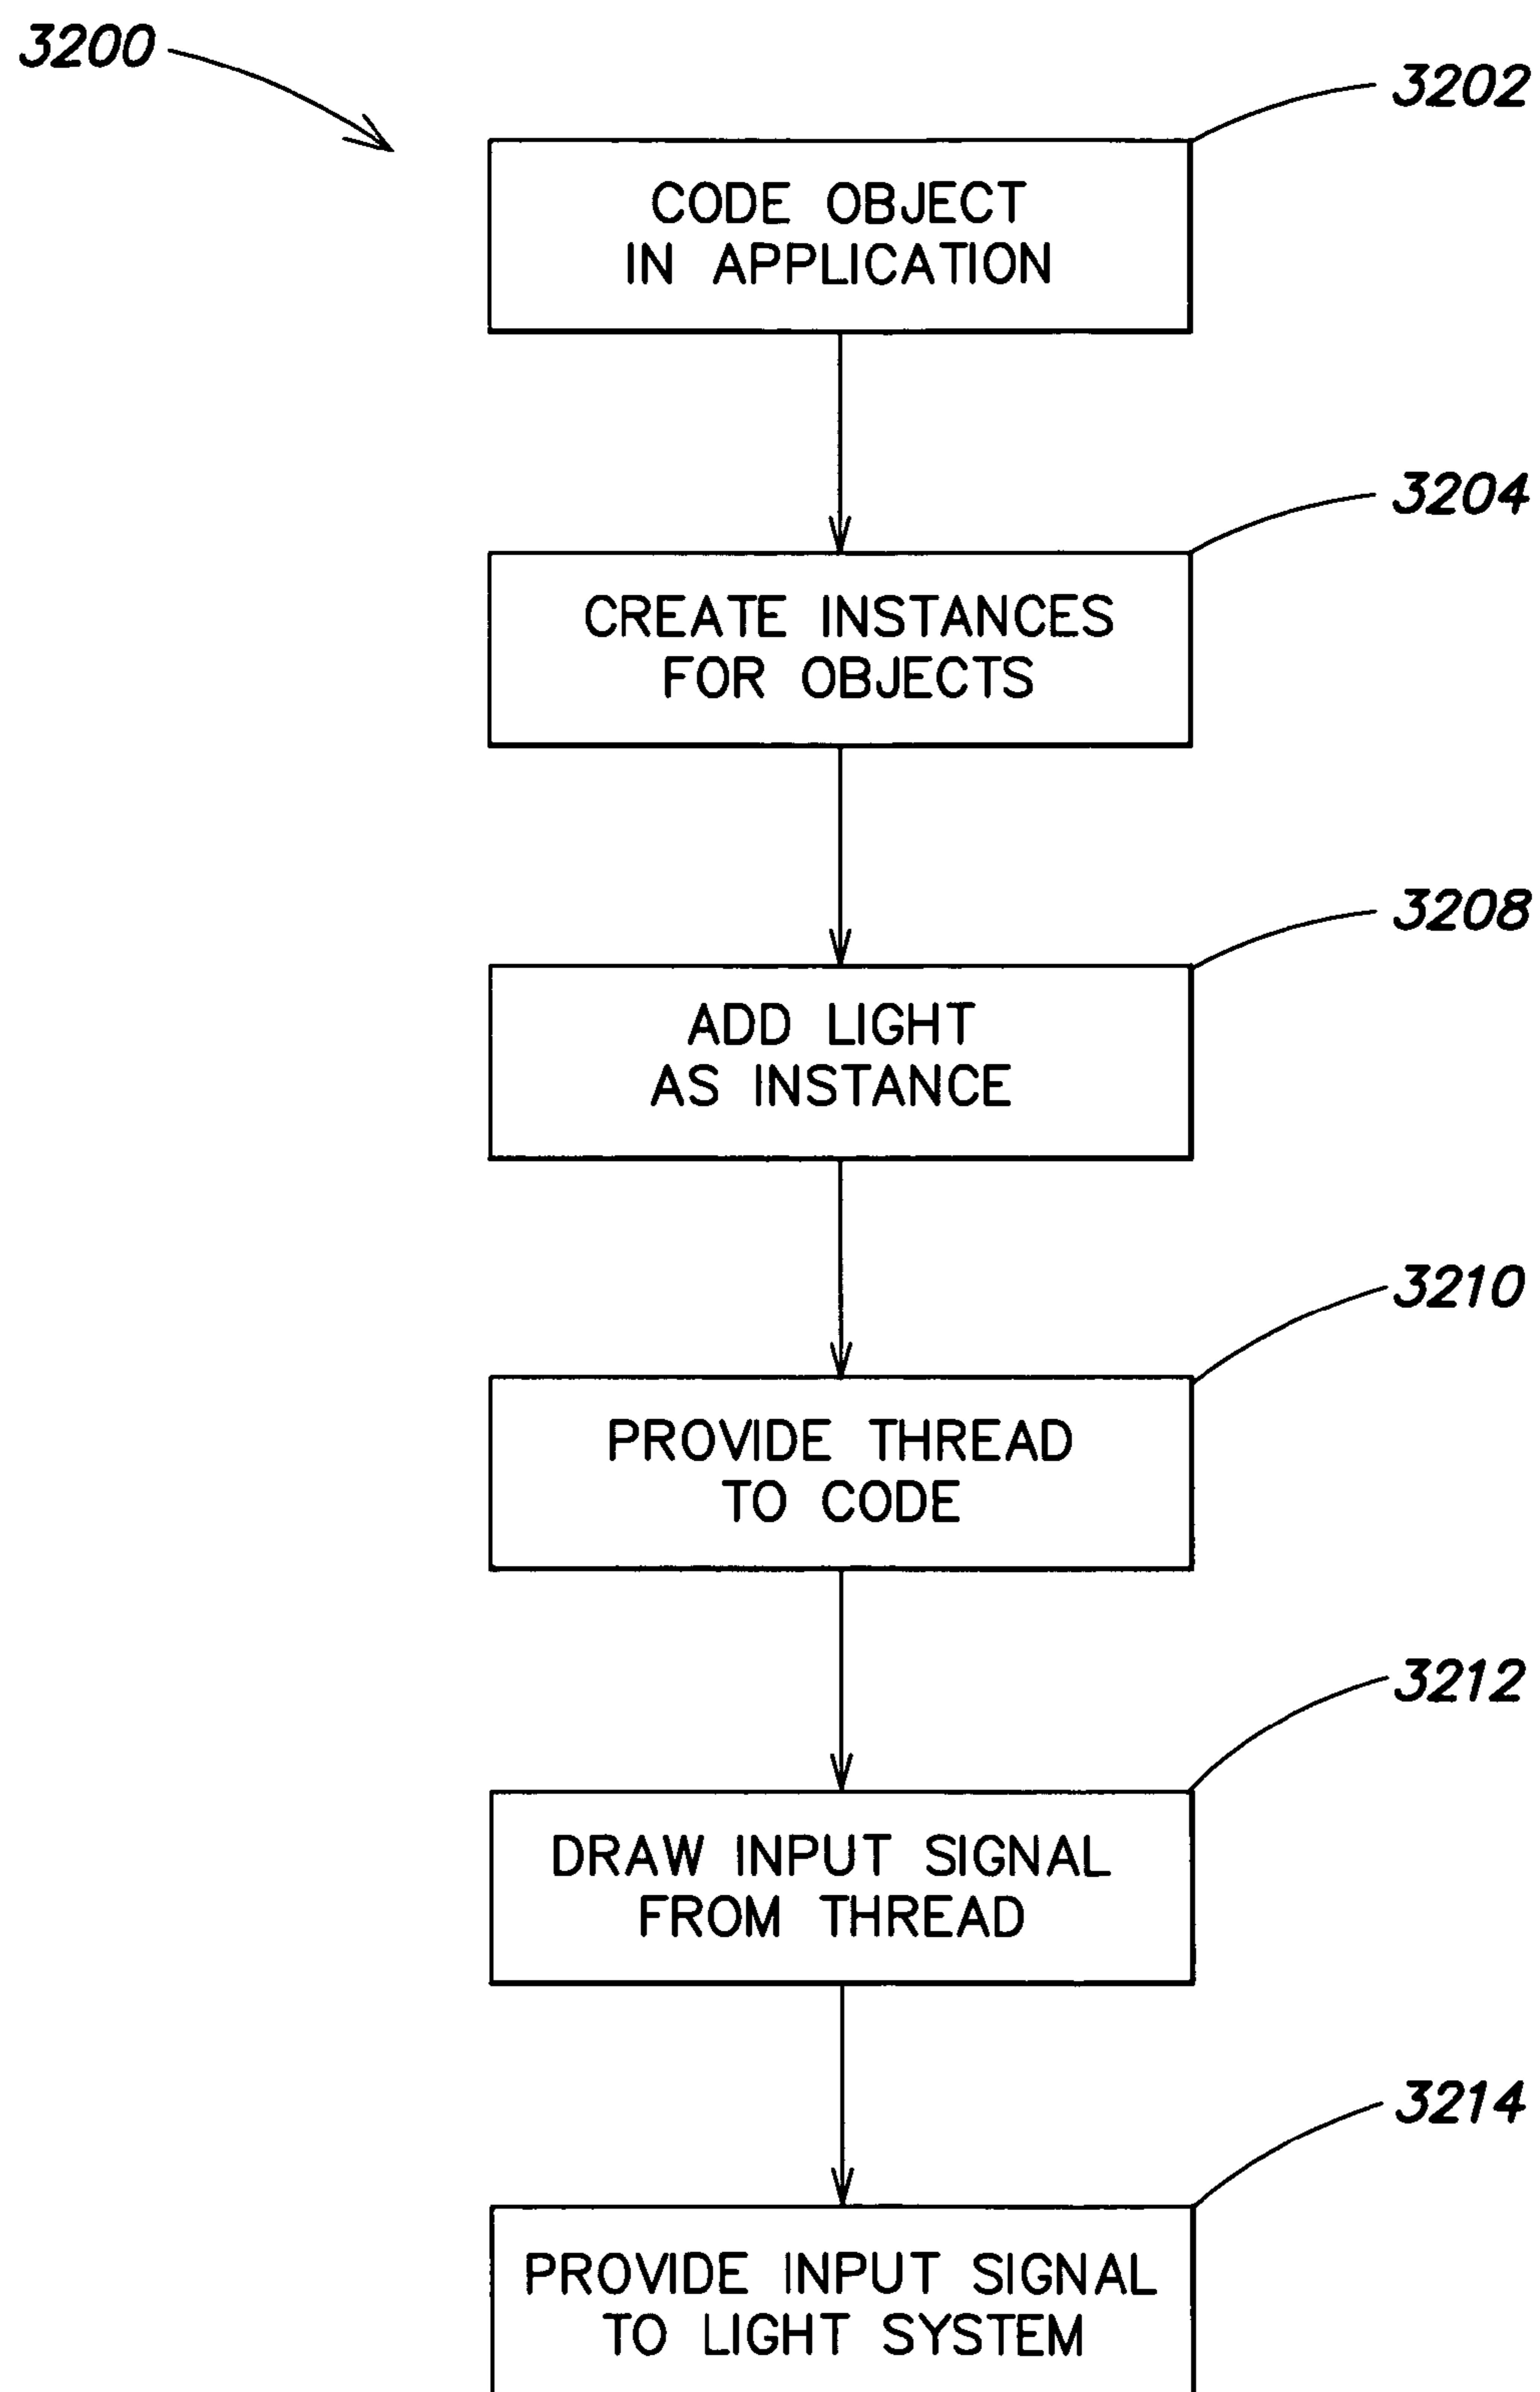 3200
3202
CODE OBJECT
IN APPLICATION
3204
CREATE INSTANCES
FOR OBJECTS
3208
ADD LIGHT
AS INSTANCE
3210
PROVIDE THREAD
TO CODE
3212
DRAW INPUT SIGNAL
FROM THREAD
3214
PROVIDE INPUT SIGNAL
TO LIGHT SYSTEM